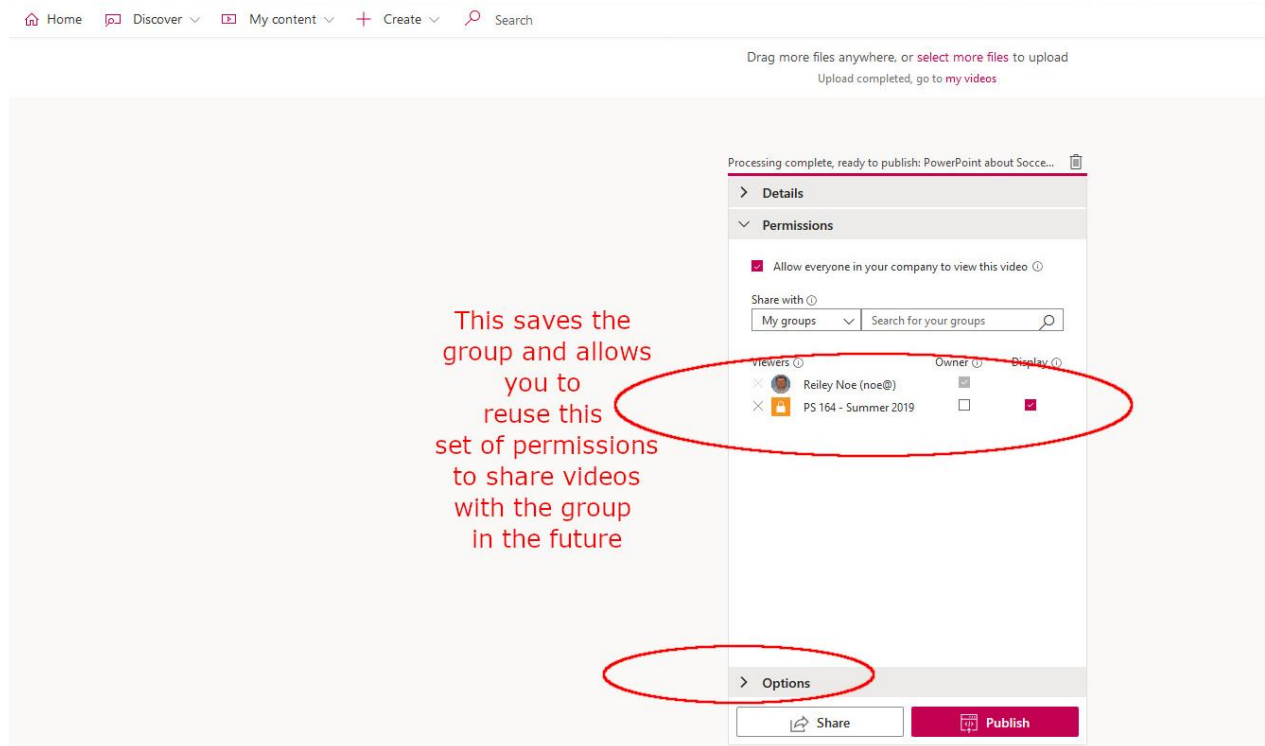 Home Discover My content Create Search
Drag more files anywhere, or select more files to upload
Upload completed, go to my videos
Processing complete, ready to publish: PowerPoint about Socce...
Details
Permissions
Allow everyone in your company to view this video
Share with
My groups Search for your groups
Viewers Owner Display
Reiley Noe (noe@)
PS 164 - Summer 2019
This saves the
group and allows
you to
reuse this
set of permissions
to share videos
with the group
in the future
Options
Share Publish